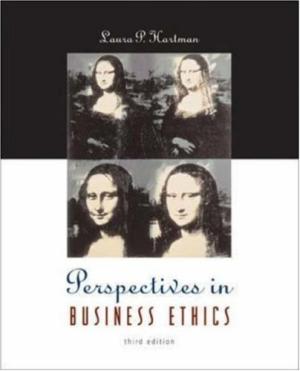 Laura P. Hartman
Perspectives in
BUSINESS ETHICS
third edition